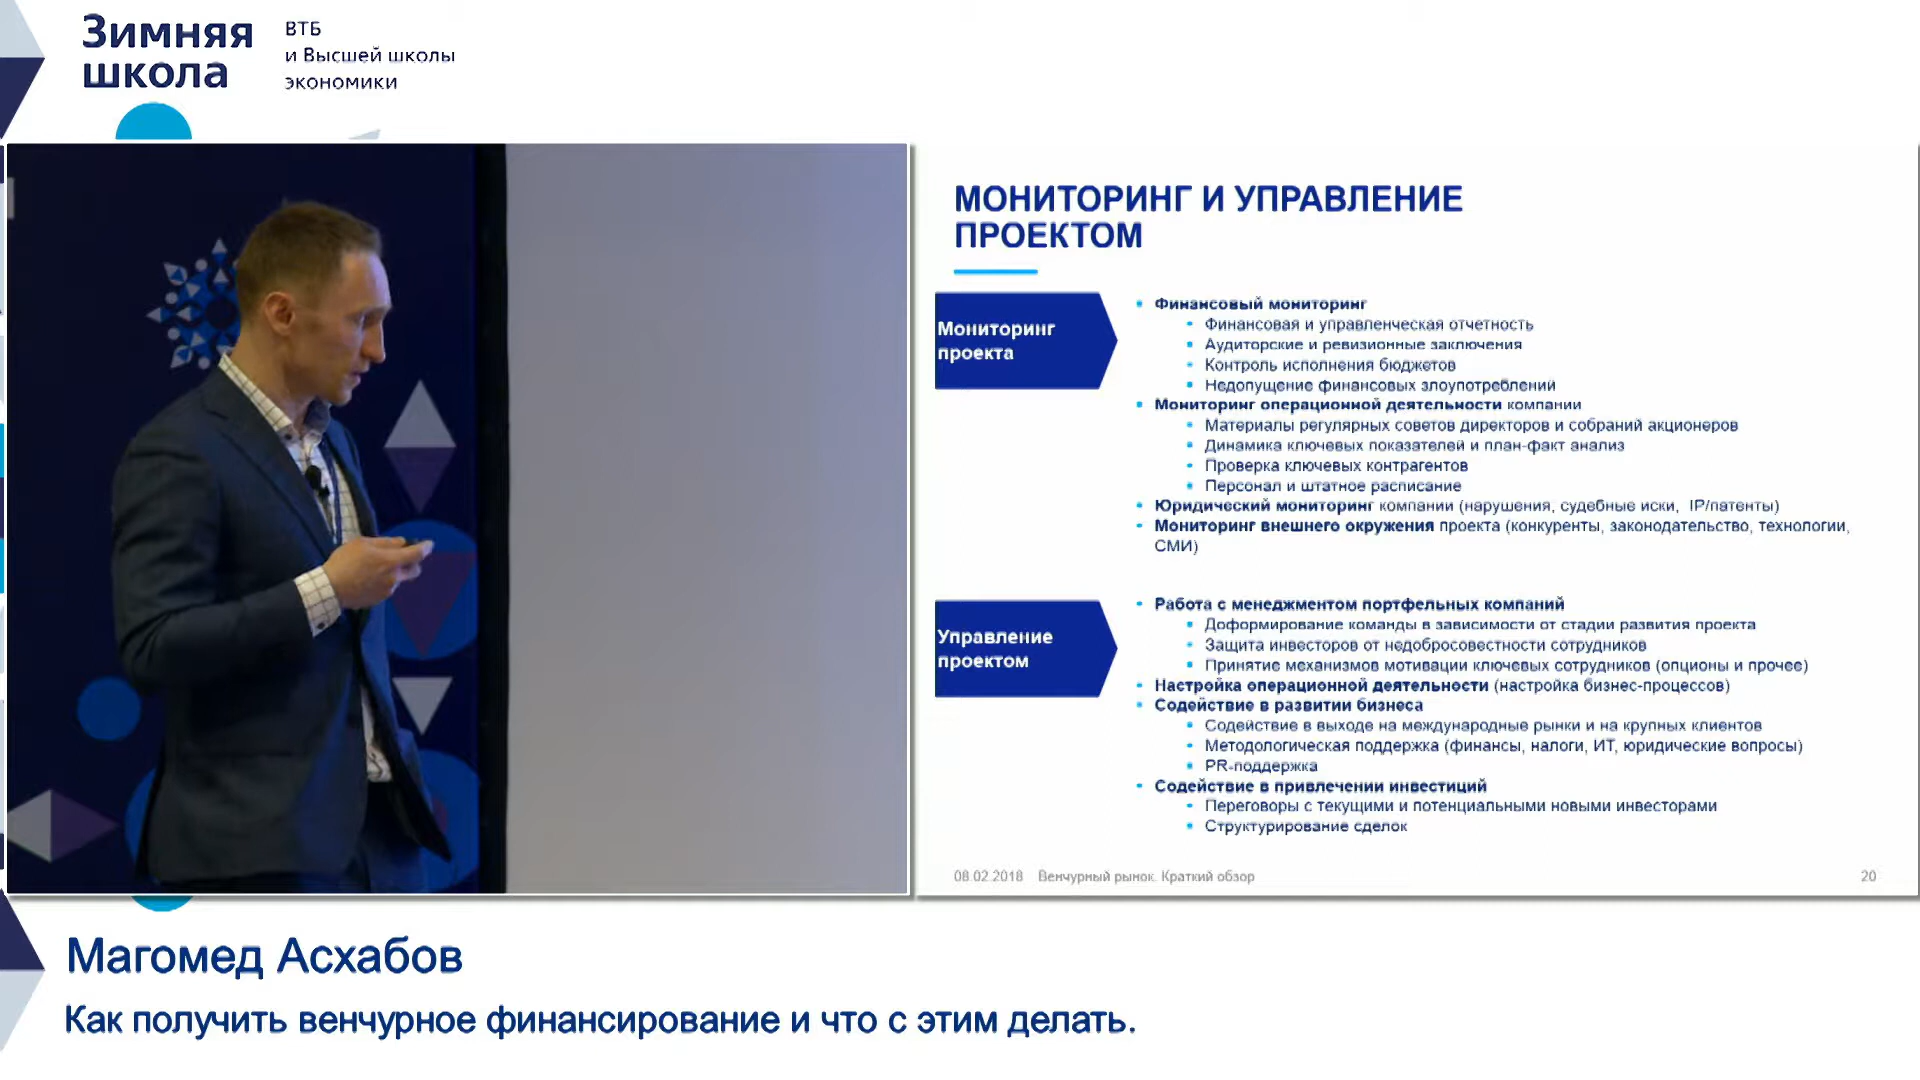 Зимняя
школа
ВТБ
и Высшей школы
экономики
МОНИТОРИНГ И УПРАВЛЕНИЕ
ПРОЕКТОМ
Мониторинг
проекта
Финансовый мониторинг
Финансовая и управленческая отчетность
Аудиторские и ревизионные заключения
Контроль исполнения бюджетов
Недопущение финансовых злоупотреблений
Мониторинг операционной деятельности компании
Материалы регулярных советов директоров и собраний акционеров
Динамика ключевых показателей и план-факт анализ
Проверка ключевых контрагентов
Персонал и штатное расписание
Юридический мониторинг компании (нарушения, судебные иски, IP/патенты)
Мониторинг внешнего окружения проекта (конкуренты, законодательство, технологии,
СМИ)
Управление
проектом
Работа с менеджментом портфельных компаний
Доформирование команды в зависимости от стадии развития проекта
Защита инвесторов от недобросовестности сотрудников
Принятие механизмов мотивации ключевых сотрудников (опционы и прочее)
Настройка операционной деятельности (настройка бизнес-процессов)
Содействие в развитии бизнеса
Содействие в выходе на международные рынки и на крупных клиентов
Методологическая поддержка (финансы, налоги, ИТ, юридические вопросы)
PR-поддержка
Содействие в привлечении инвестиций
Переговоры с текущими и потенциальными новыми инвесторами
Структурирование сделок
08.02.2018 Венчурный рынок. Краткий обзор
20
Магомед Асхабов
Как получить венчурное финансирование и что с этим делать.